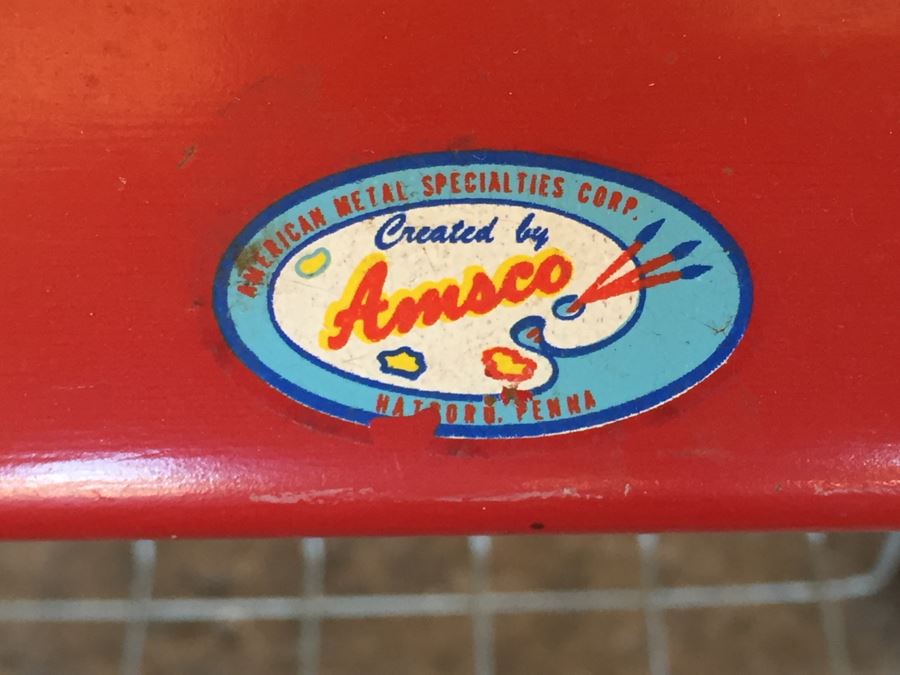 AMERICAN METAL SPECIALTIES CORP.
Created by
Amsco
HATBORO, PENNA